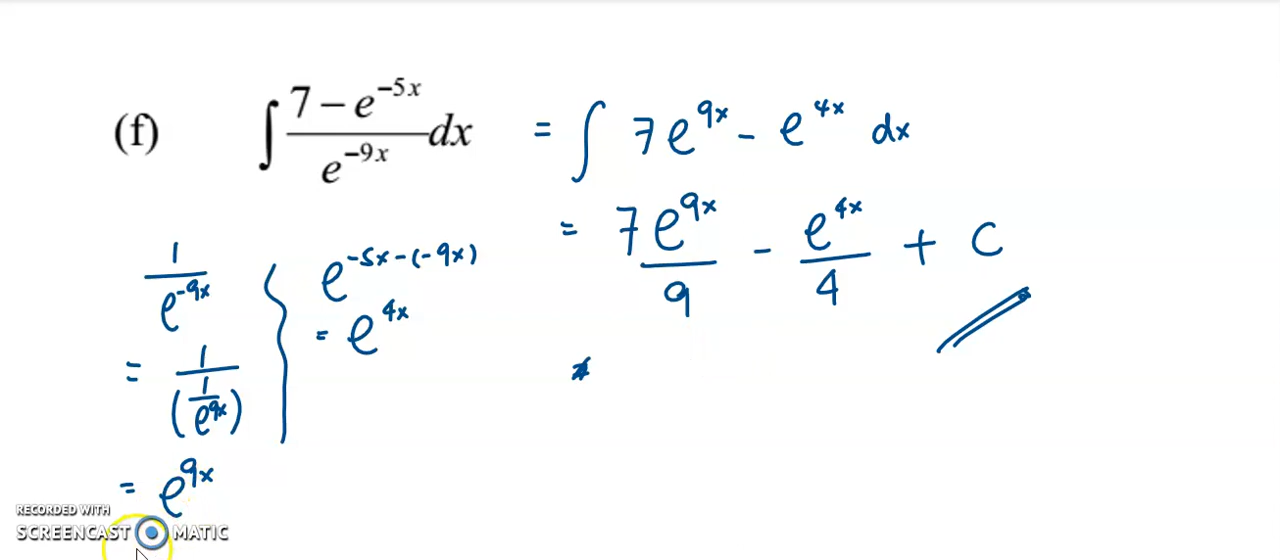 (f) ∫ (7 − e^{−5x}) / e^{−9x} dx = ∫ 7e^{9x} − e^{4x} dx
= 7e^{9x} / 9 − e^{4x} / 4 + C
1 / e^{−9x}
= 1 / (1 / e^{9x})
= e^{9x}
e^{−5x−(−9x)}
= e^{4x}
RECORDED WITH
SCREENCAST MATIC